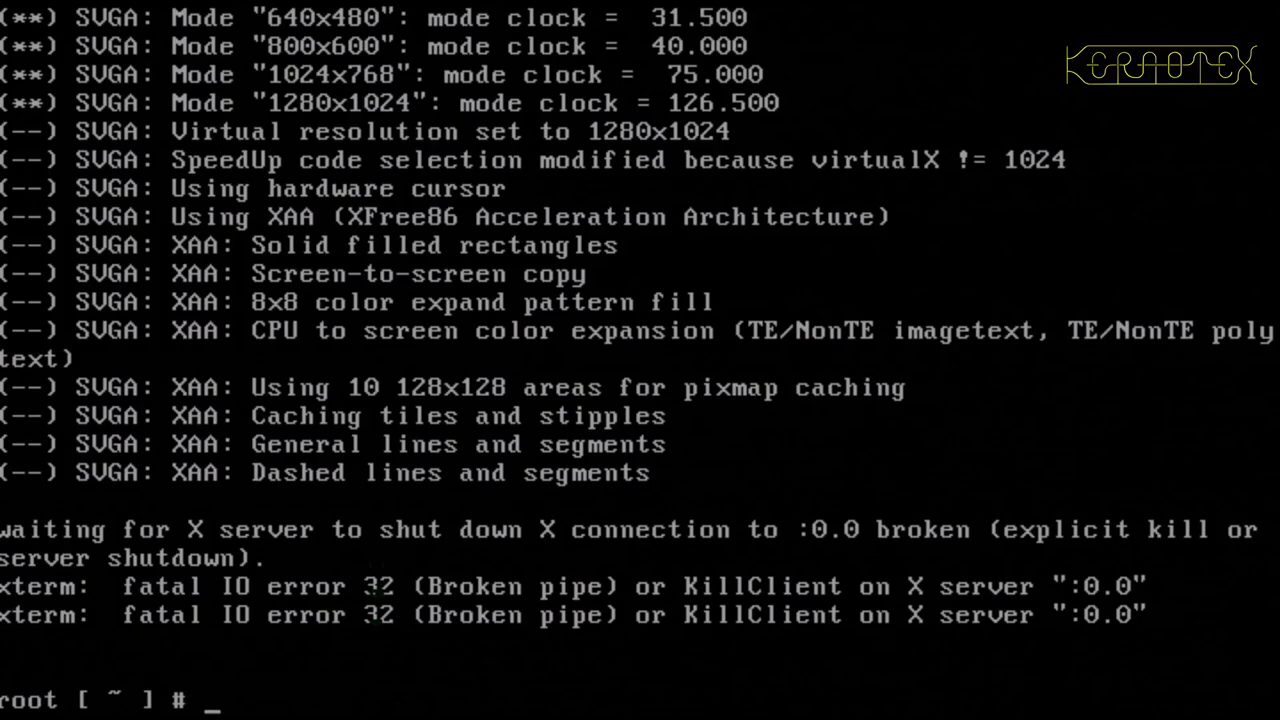 (**) SVGA: Mode "640x480": mode clock =  31.500
(**) SVGA: Mode "800x600": mode clock =  40.000
(**) SVGA: Mode "1024x768": mode clock =  75.000
(**) SVGA: Mode "1280x1024": mode clock = 126.500
(--) SVGA: Virtual resolution set to 1280x1024
(--) SVGA: SpeedUp code selection modified because virtualX != 1024
(--) SVGA: Using hardware cursor
(--) SVGA: Using XAA (XFree86 Acceleration Architecture)
(--) SVGA: XAA: Solid filled rectangles
(--) SVGA: XAA: Screen-to-screen copy
(--) SVGA: XAA: 8x8 color expand pattern fill
(--) SVGA: XAA: CPU to screen color expansion (TE/NonTE imagetext, TE/NonTE poly
text)
(--) SVGA: XAA: Using 10 128x128 areas for pixmap caching
(--) SVGA: XAA: Caching tiles and stipples
(--) SVGA: XAA: General lines and segments
(--) SVGA: XAA: Dashed lines and segments
waiting for X server to shut down X connection to :0.0 broken (explicit kill or
server shutdown).
xterm:  fatal IO error 32 (Broken pipe) or KillClient on X server ":0.0"
xterm:  fatal IO error 32 (Broken pipe) or KillClient on X server ":0.0"
root [ ~ ] # _